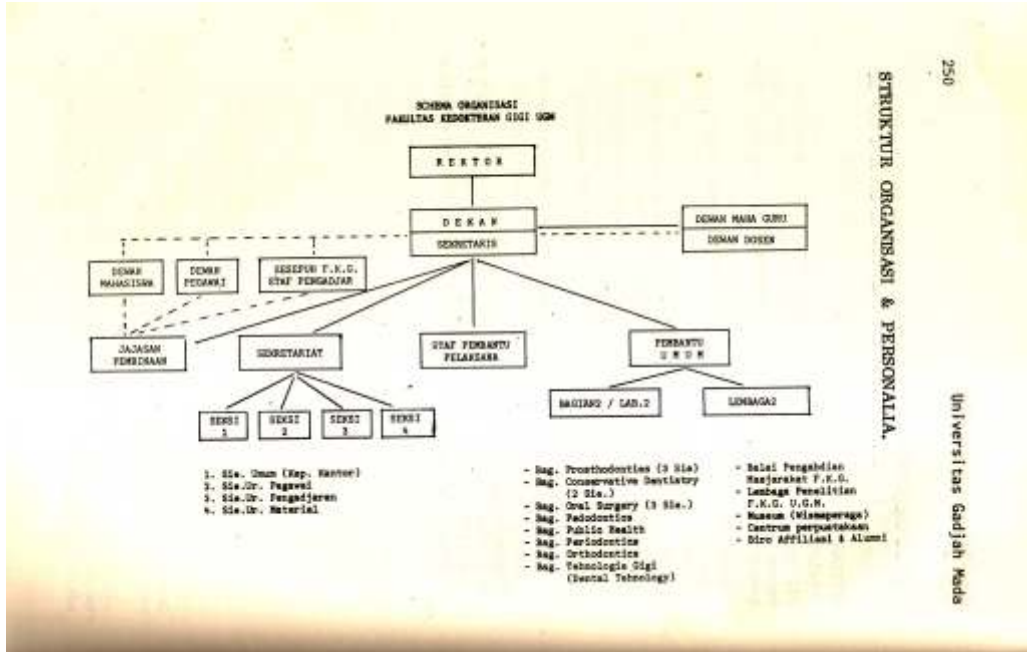 250
Universitas Gadjah Mada
STRUKTUR ORGANISASI & PERSONALIA.
SCHEMA ORGANISASI
FAKULTAS KEDOKTERAN GIGI UGM
REKTOR
DEKAN
SEKRETARIS
DEWAN MAHA GURU
DEWAN DOSEN
DEWAN
MAHASISWA
DEWAN
PEGAWAI
SESEPUH F.K.G.
STAF PENGADJAR
JAJASAN
PEMBINAAN
SEKRETARIAT
STAF PEMBANTU
PELAKSANA
PEMBANTU
UMUM
SEKSI
1
SEKSI
2
SEKSI
3
SEKSI
4
BAGIAN2 / LAB.2
LEMBAGA2
1. Sie. Umum (Kep. Kantor)
2. Sie.Ur. Pegawai
3. Sie.Ur. Pengadjaran
4. Sie.Ur. Material
- Bag. Prosthodontics (3 Sie)
- Bag. Conservative Dentistry
(2 Sie.)
- Bag. Oral Surgery (3 Sie.)
- Bag. Pedodontics
- Bag. Public Health
- Bag. Periodontics
- Bag. Orthodontics
- Bag. Tehnologie Gigi
(Dental Tehnology)
- Balai Pengabdian
Masjarakat F.K.G.
- Lembaga Penelitian
F.K.G. U.G.M.
- Museum (Wismaperaga)
- Centrum perpustakaan
- Biro Affiliasi & Alumni